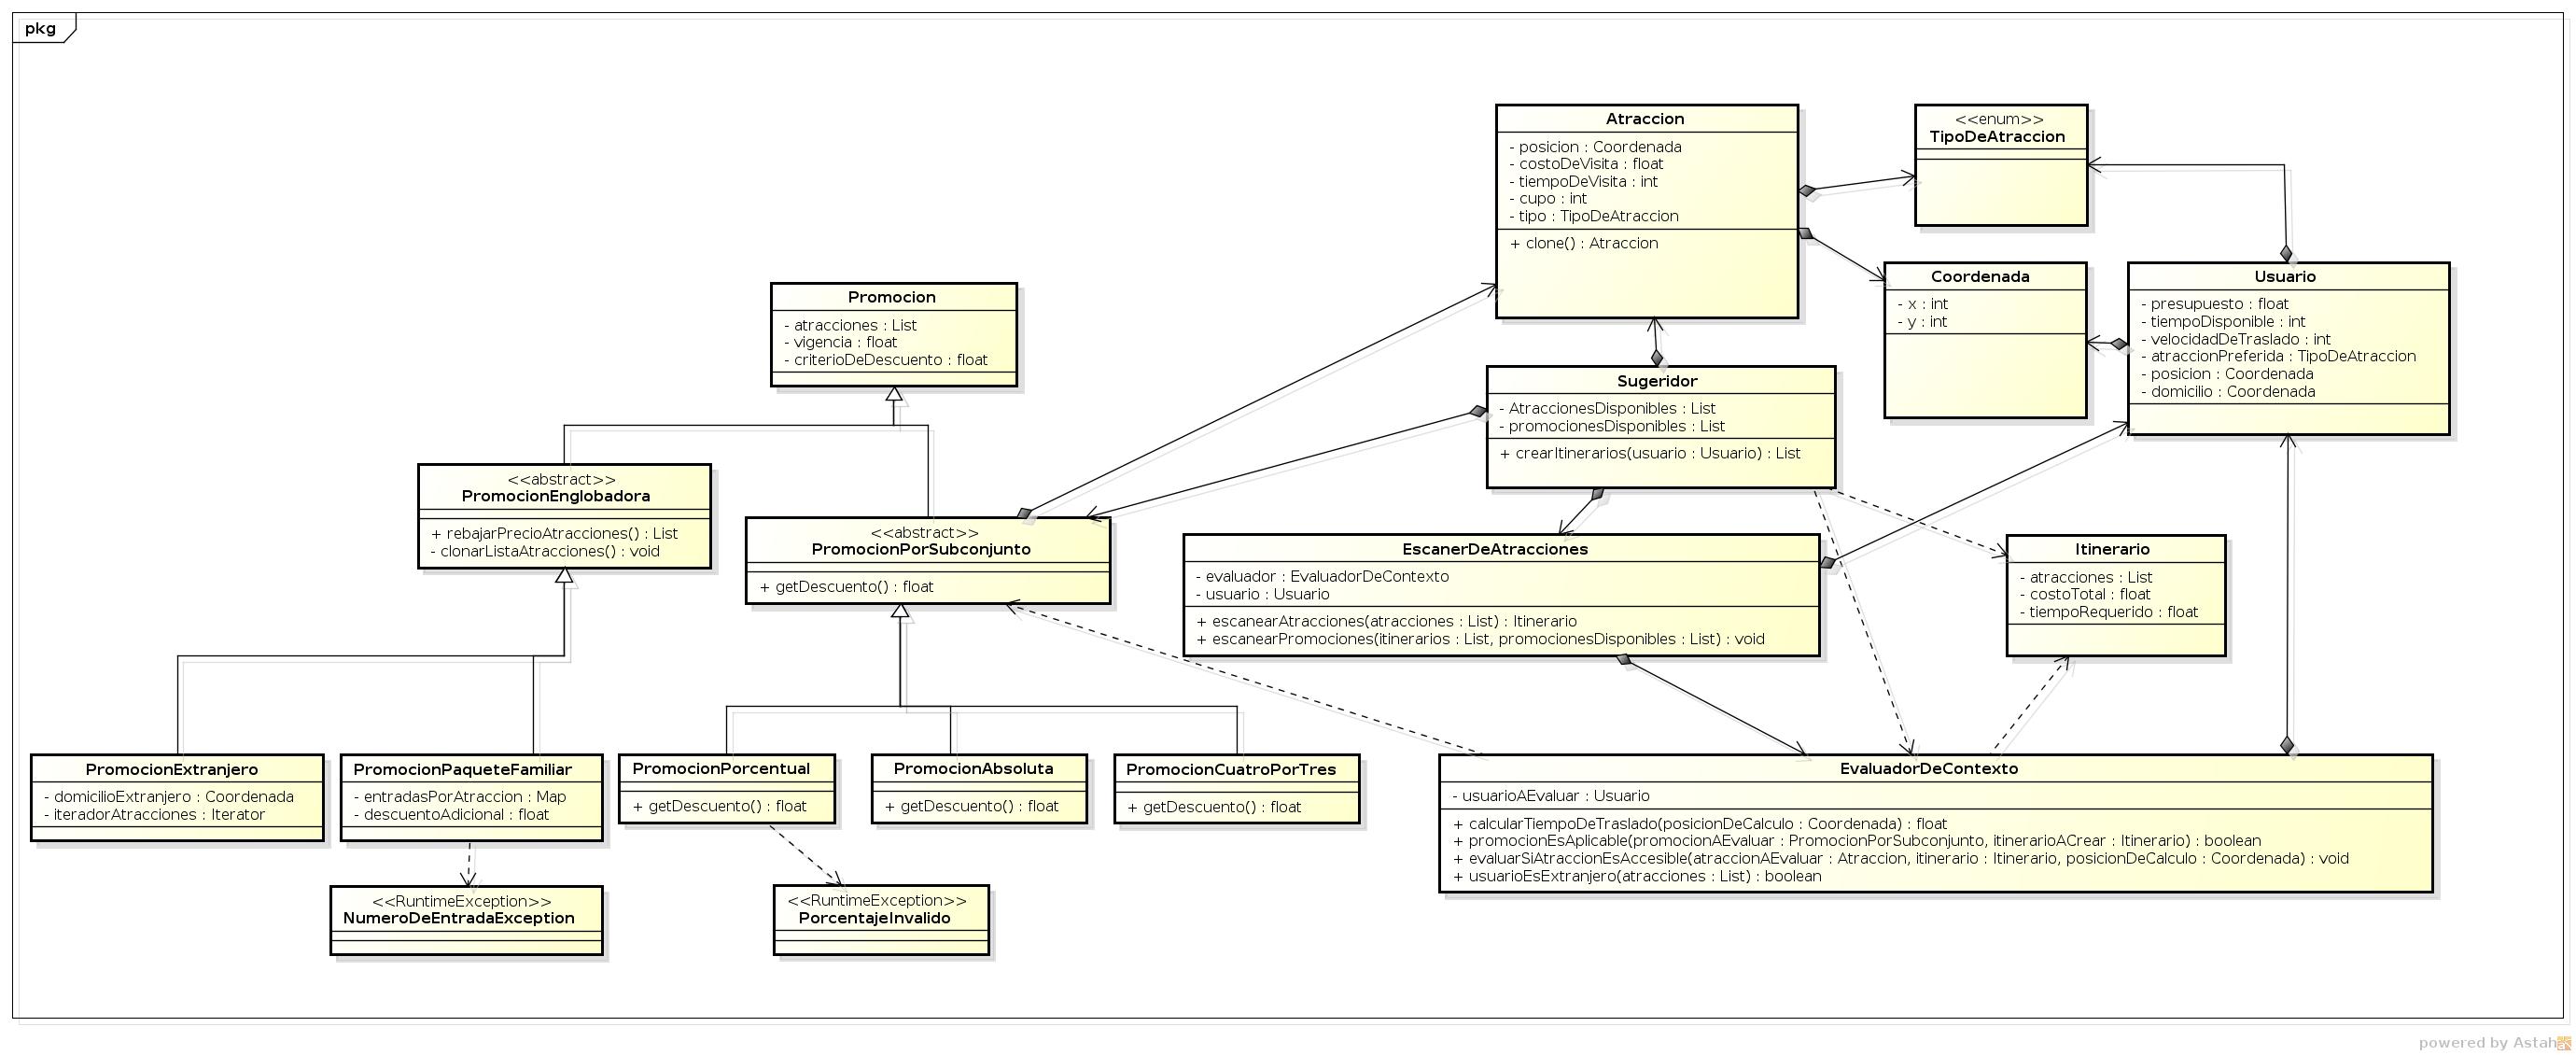 pkg
Atraccion
- posicion : Coordenada
- costoDeVisita : float
- tiempoDeVisita : int
- cupo : int
- tipo : TipoDeAtraccion
+ clone() : Atraccion
<<enum>>
TipoDeAtraccion
Coordenada
- x : int
- y : int
Usuario
- presupuesto : float
- tiempoDisponible : int
- velocidadDeTraslado : int
- atraccionPreferida : TipoDeAtraccion
- posicion : Coordenada
- domicilio : Coordenada
Promocion
- atracciones : List
- vigencia : float
- criterioDeDescuento : float
Sugeridor
- AtraccionesDisponibles : List
- promocionesDisponibles : List
+ crearItinerarios(usuario : Usuario) : List
<<abstract>>
PromocionEnglobadora
+ rebajarPrecioAtracciones() : List
- clonarListaAtracciones() : void
<<abstract>>
PromocionPorSubconjunto
+ getDescuento() : float
EscanerDeAtracciones
- evaluador : EvaluadorDeContexto
- usuario : Usuario
+ escanearAtracciones(atracciones : List) : Itinerario
+ escanearPromociones(itinerarios : List, promocionesDisponibles : List) : void
Itinerario
- atracciones : List
- costoTotal : float
- tiempoRequerido : float
PromocionExtranjero
- domicilioExtranjero : Coordenada
- iteradorAtracciones : Iterator
PromocionPaqueteFamiliar
- entradasPorAtraccion : Map
- descuentoAdicional : float
PromocionPorcentual
+ getDescuento() : float
PromocionAbsoluta
+ getDescuento() : float
PromocionCuatroPorTres
+ getDescuento() : float
EvaluadorDeContexto
- usuarioAEvaluar : Usuario
+ calcularTiempoDeTraslado(posicionDeCalculo : Coordenada) : float
+ promocionEsAplicable(promocionAEvaluar : PromocionPorSubconjunto, itinerarioACrear : Itinerario) : boolean
+ evaluarSiAtraccionEsAccesible(atraccionAEvaluar : Atraccion, itinerario : Itinerario, posicionDeCalculo : Coordenada) : void
+ usuarioEsExtranjero(atracciones : List) : boolean
<<RuntimeException>>
NumeroDeEntradaException
<<RuntimeException>>
PorcentajeInvalido
powered by Astah